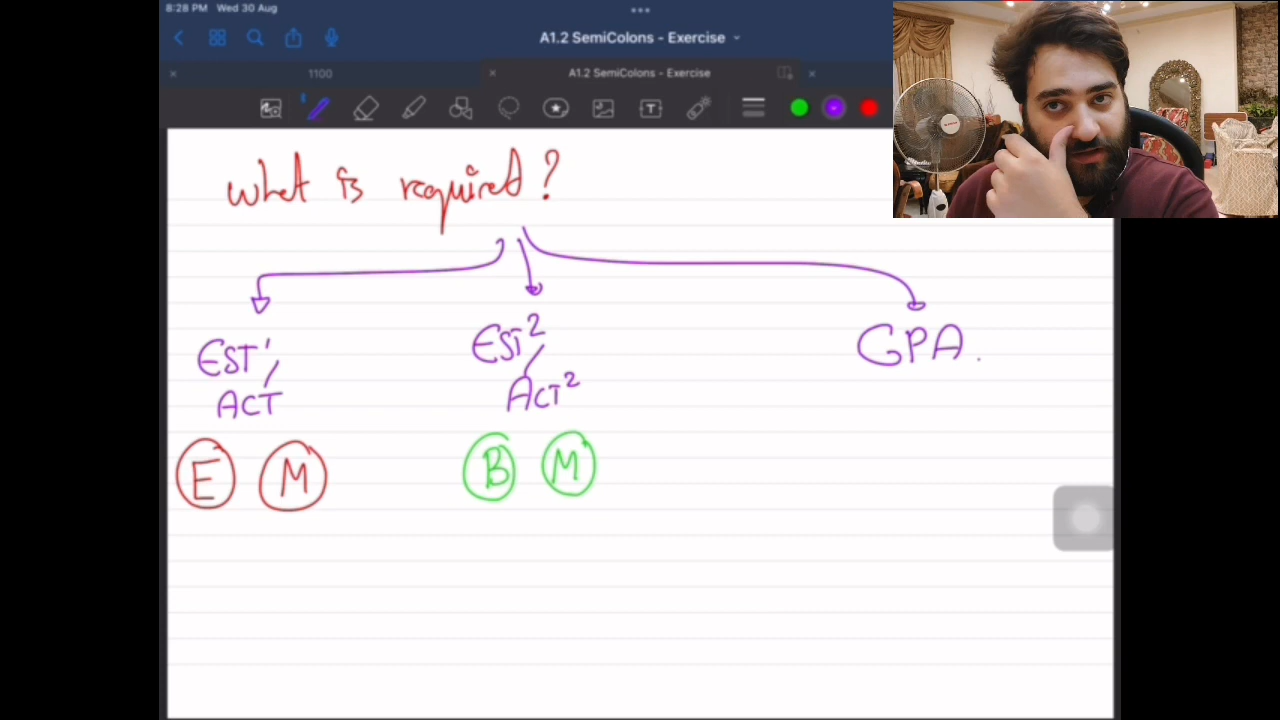 8:28 PM Wed 30 Aug
A1.2 SemiColons - Exercise
1100
A1.2 SemiColons - Exercise
What is required?
EST1/
ACT
EST2/
ACT2
GPA.
E M
B M